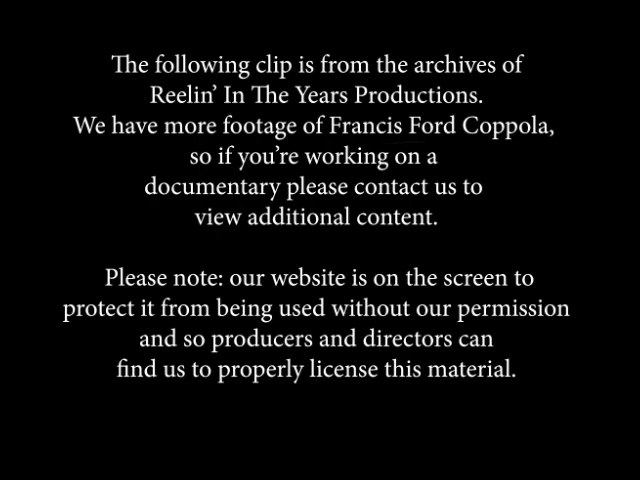 The following clip is from the archives of
Reelin’ In The Years Productions.
We have more footage of Francis Ford Coppola,
so if you’re working on a
documentary please contact us to
view additional content.
Please note: our website is on the screen to
protect it from being used without our permission
and so producers and directors can
find us to properly license this material.